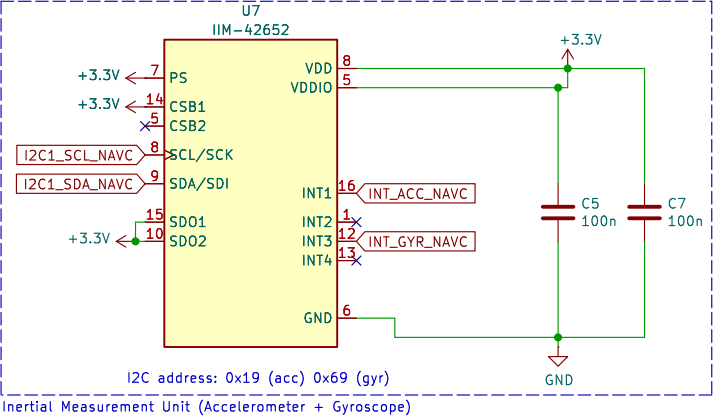 U7
IIM-42652
+3.3V
+3.3V 7 PS VDD 8
VDDIO 5
+3.3V 14 CSB1
5 CSB2
I2C1_SCL_NAVC 8 SCL/SCK
I2C1_SDA_NAVC 9 SDA/SDI
INT1 16 INT_ACC_NAVC
C5 C7
100n 100n
15 SDO1 INT2 1
+3.3V 10 SDO2 INT3 12 INT_GYR_NAVC
INT4 13
GND 6
I2C address: 0x19 (acc) 0x69 (gyr)
GND
Inertial Measurement Unit (Accelerometer + Gyroscope)